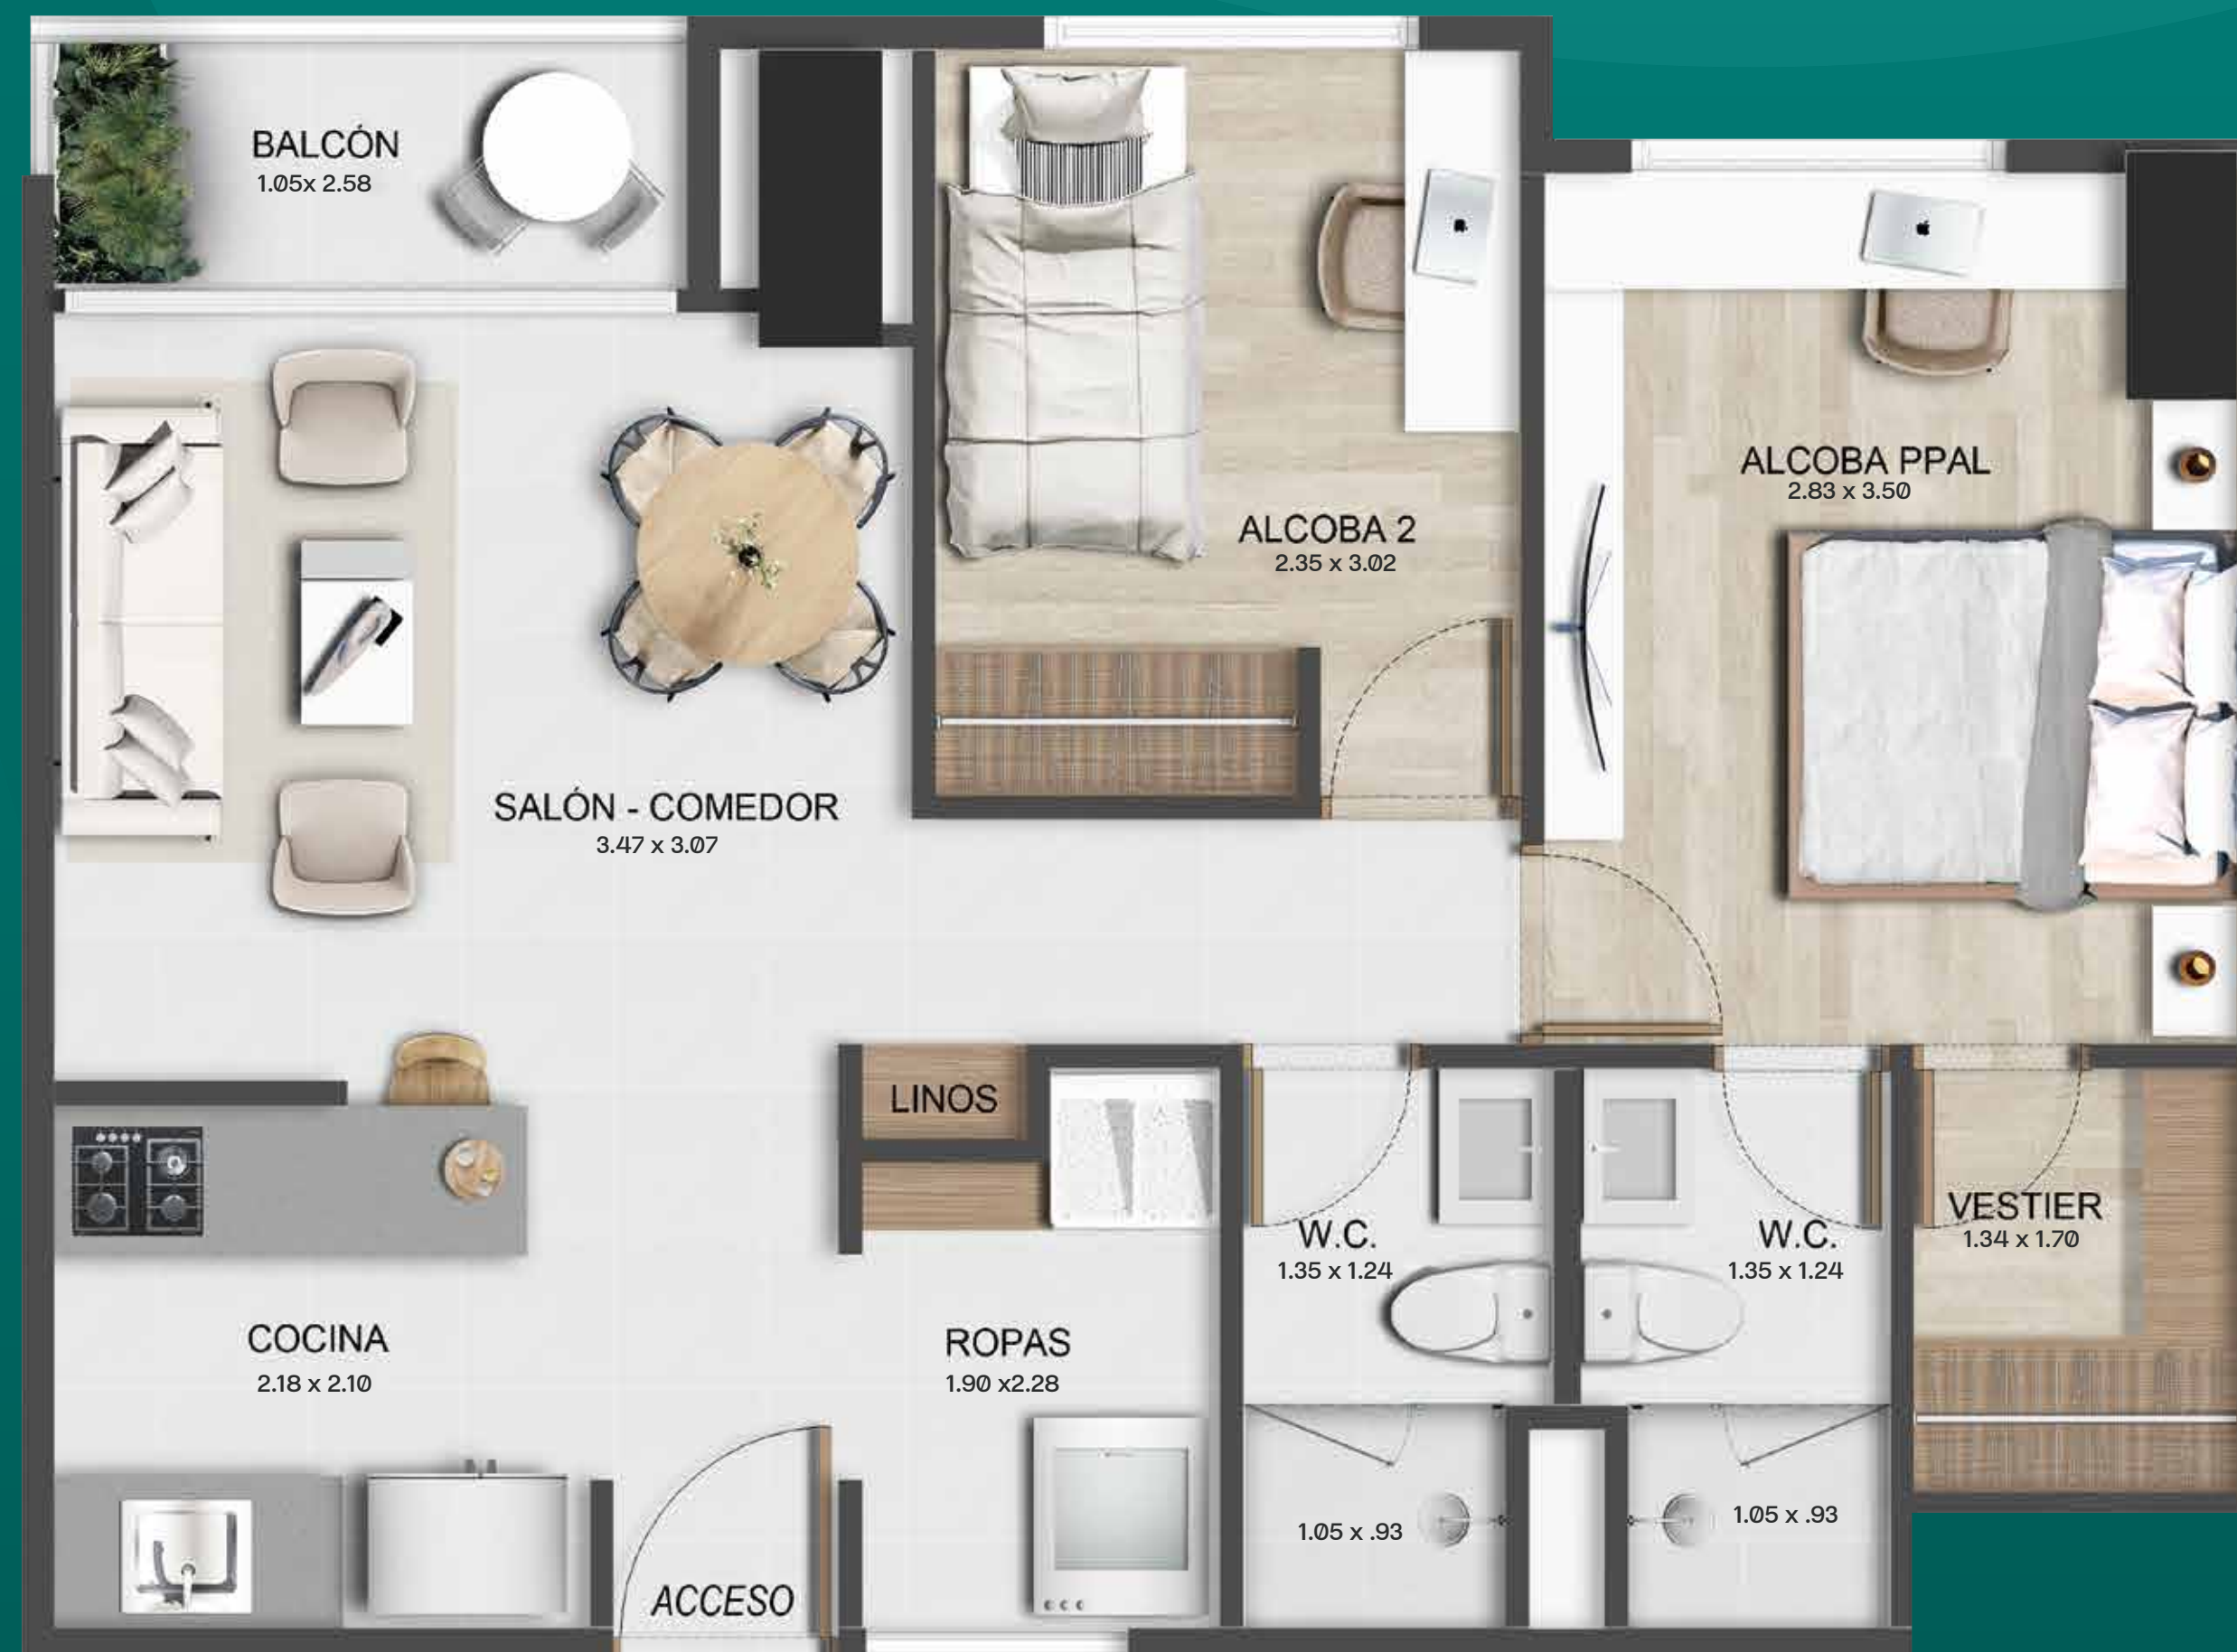 BALCÓN
1.05x 2.58
ALCOBA PPAL
2.83 x 3.50
ALCOBA 2
2.35 x 3.02
SALÓN - COMEDOR
3.47 x 3.07
LINOS
VESTIER
1.34 x 1.70
W.C.
1.35 x 1.24
W.C.
1.35 x 1.24
COCINA
2.18 x 2.10
ROPAS
1.90 x2.28
1.05 x .93
1.05 x .93
ACCESO